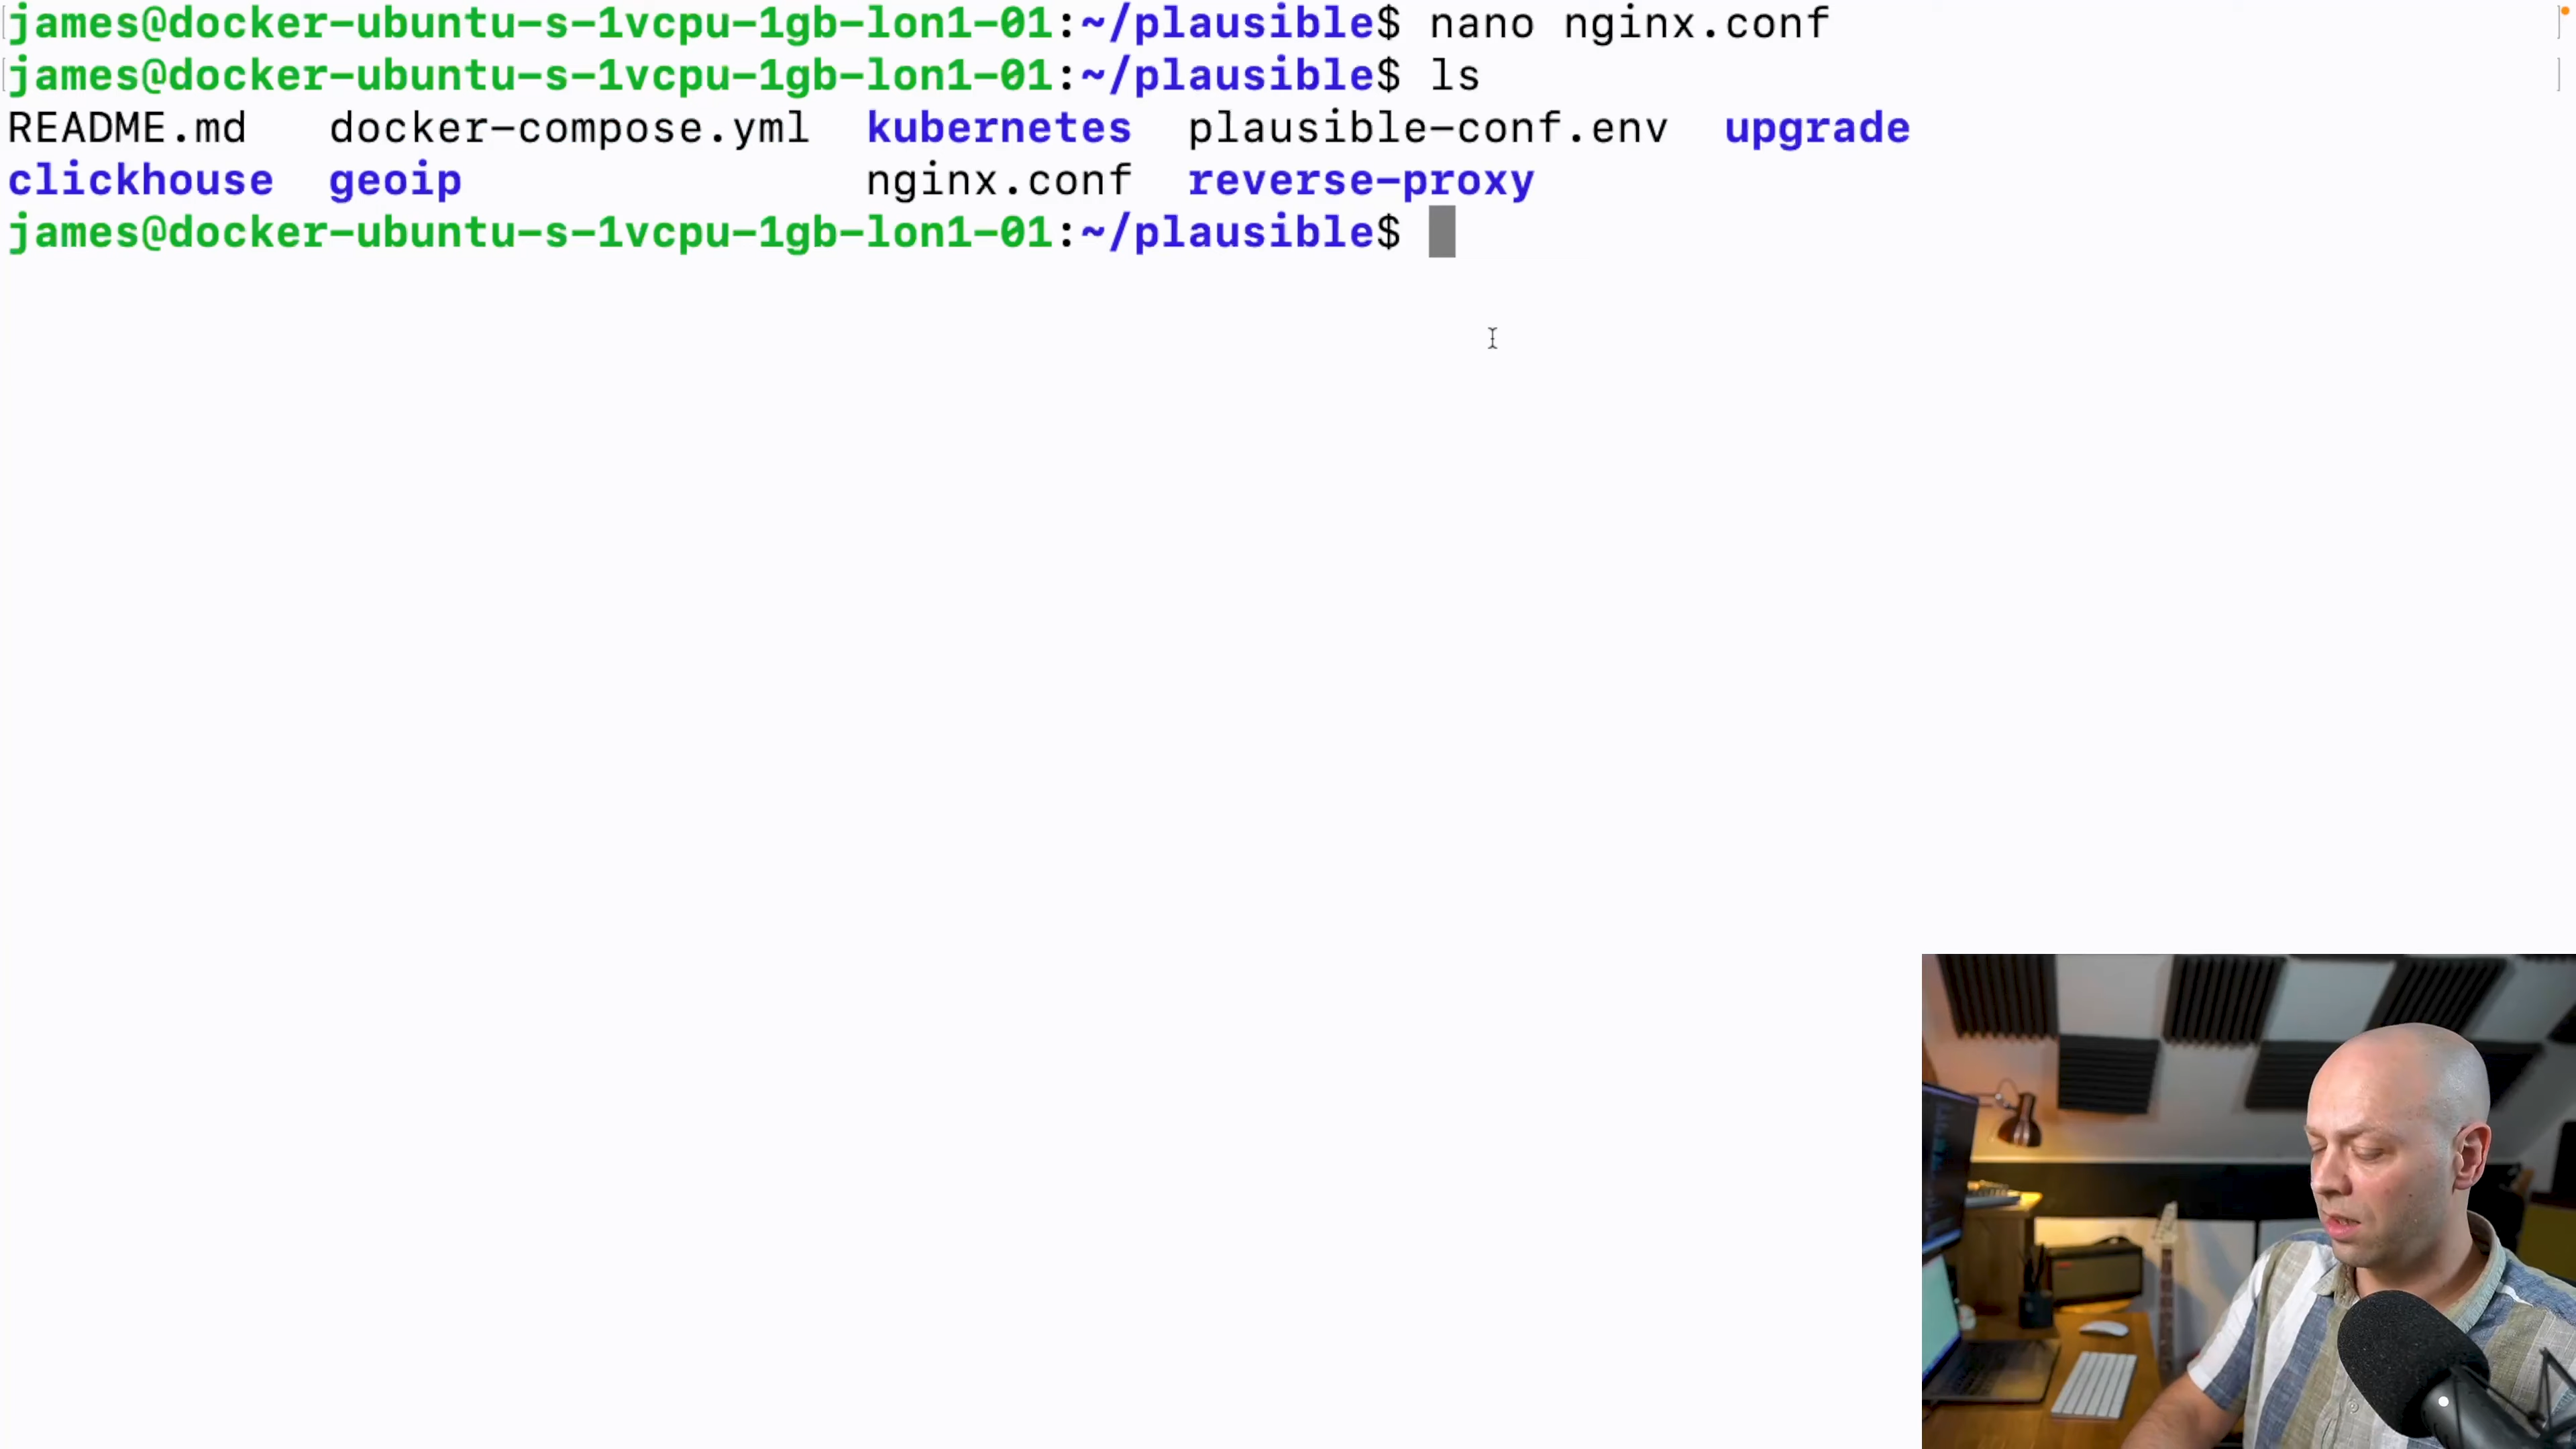 james@docker-ubuntu-s-1vcpu-1gb-lon1-01:~/plausible$ nano nginx.conf
james@docker-ubuntu-s-1vcpu-1gb-lon1-01:~/plausible$ ls
README.md docker-compose.yml kubernetes plausible-conf.env upgrade
clickhouse geoip nginx.conf reverse-proxy
james@docker-ubuntu-s-1vcpu-1gb-lon1-01:~/plausible$